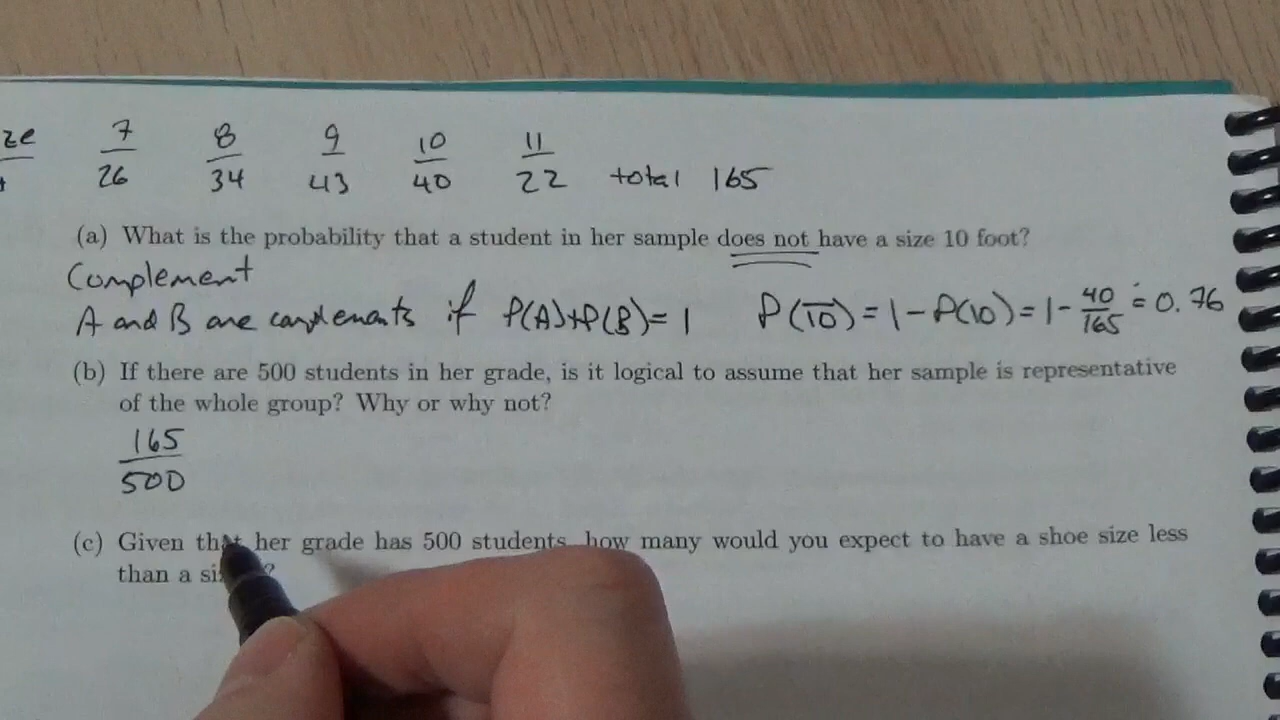 ze 7 8 9 10 11
26 34 43 40 22 total 165
(a) What is the probability that a student in her sample does not have a size 10 foot?
Complement
A and B are complements if P(A)+P(B)=1 P(1̅0̅)=1-P(10)=1-40/165≐0.76
(b) If there are 500 students in her grade, is it logical to assume that her sample is representative
of the whole group? Why or why not?
165
500
(c) Given that her grade has 500 students, how many would you expect to have a shoe size less
than a si ?